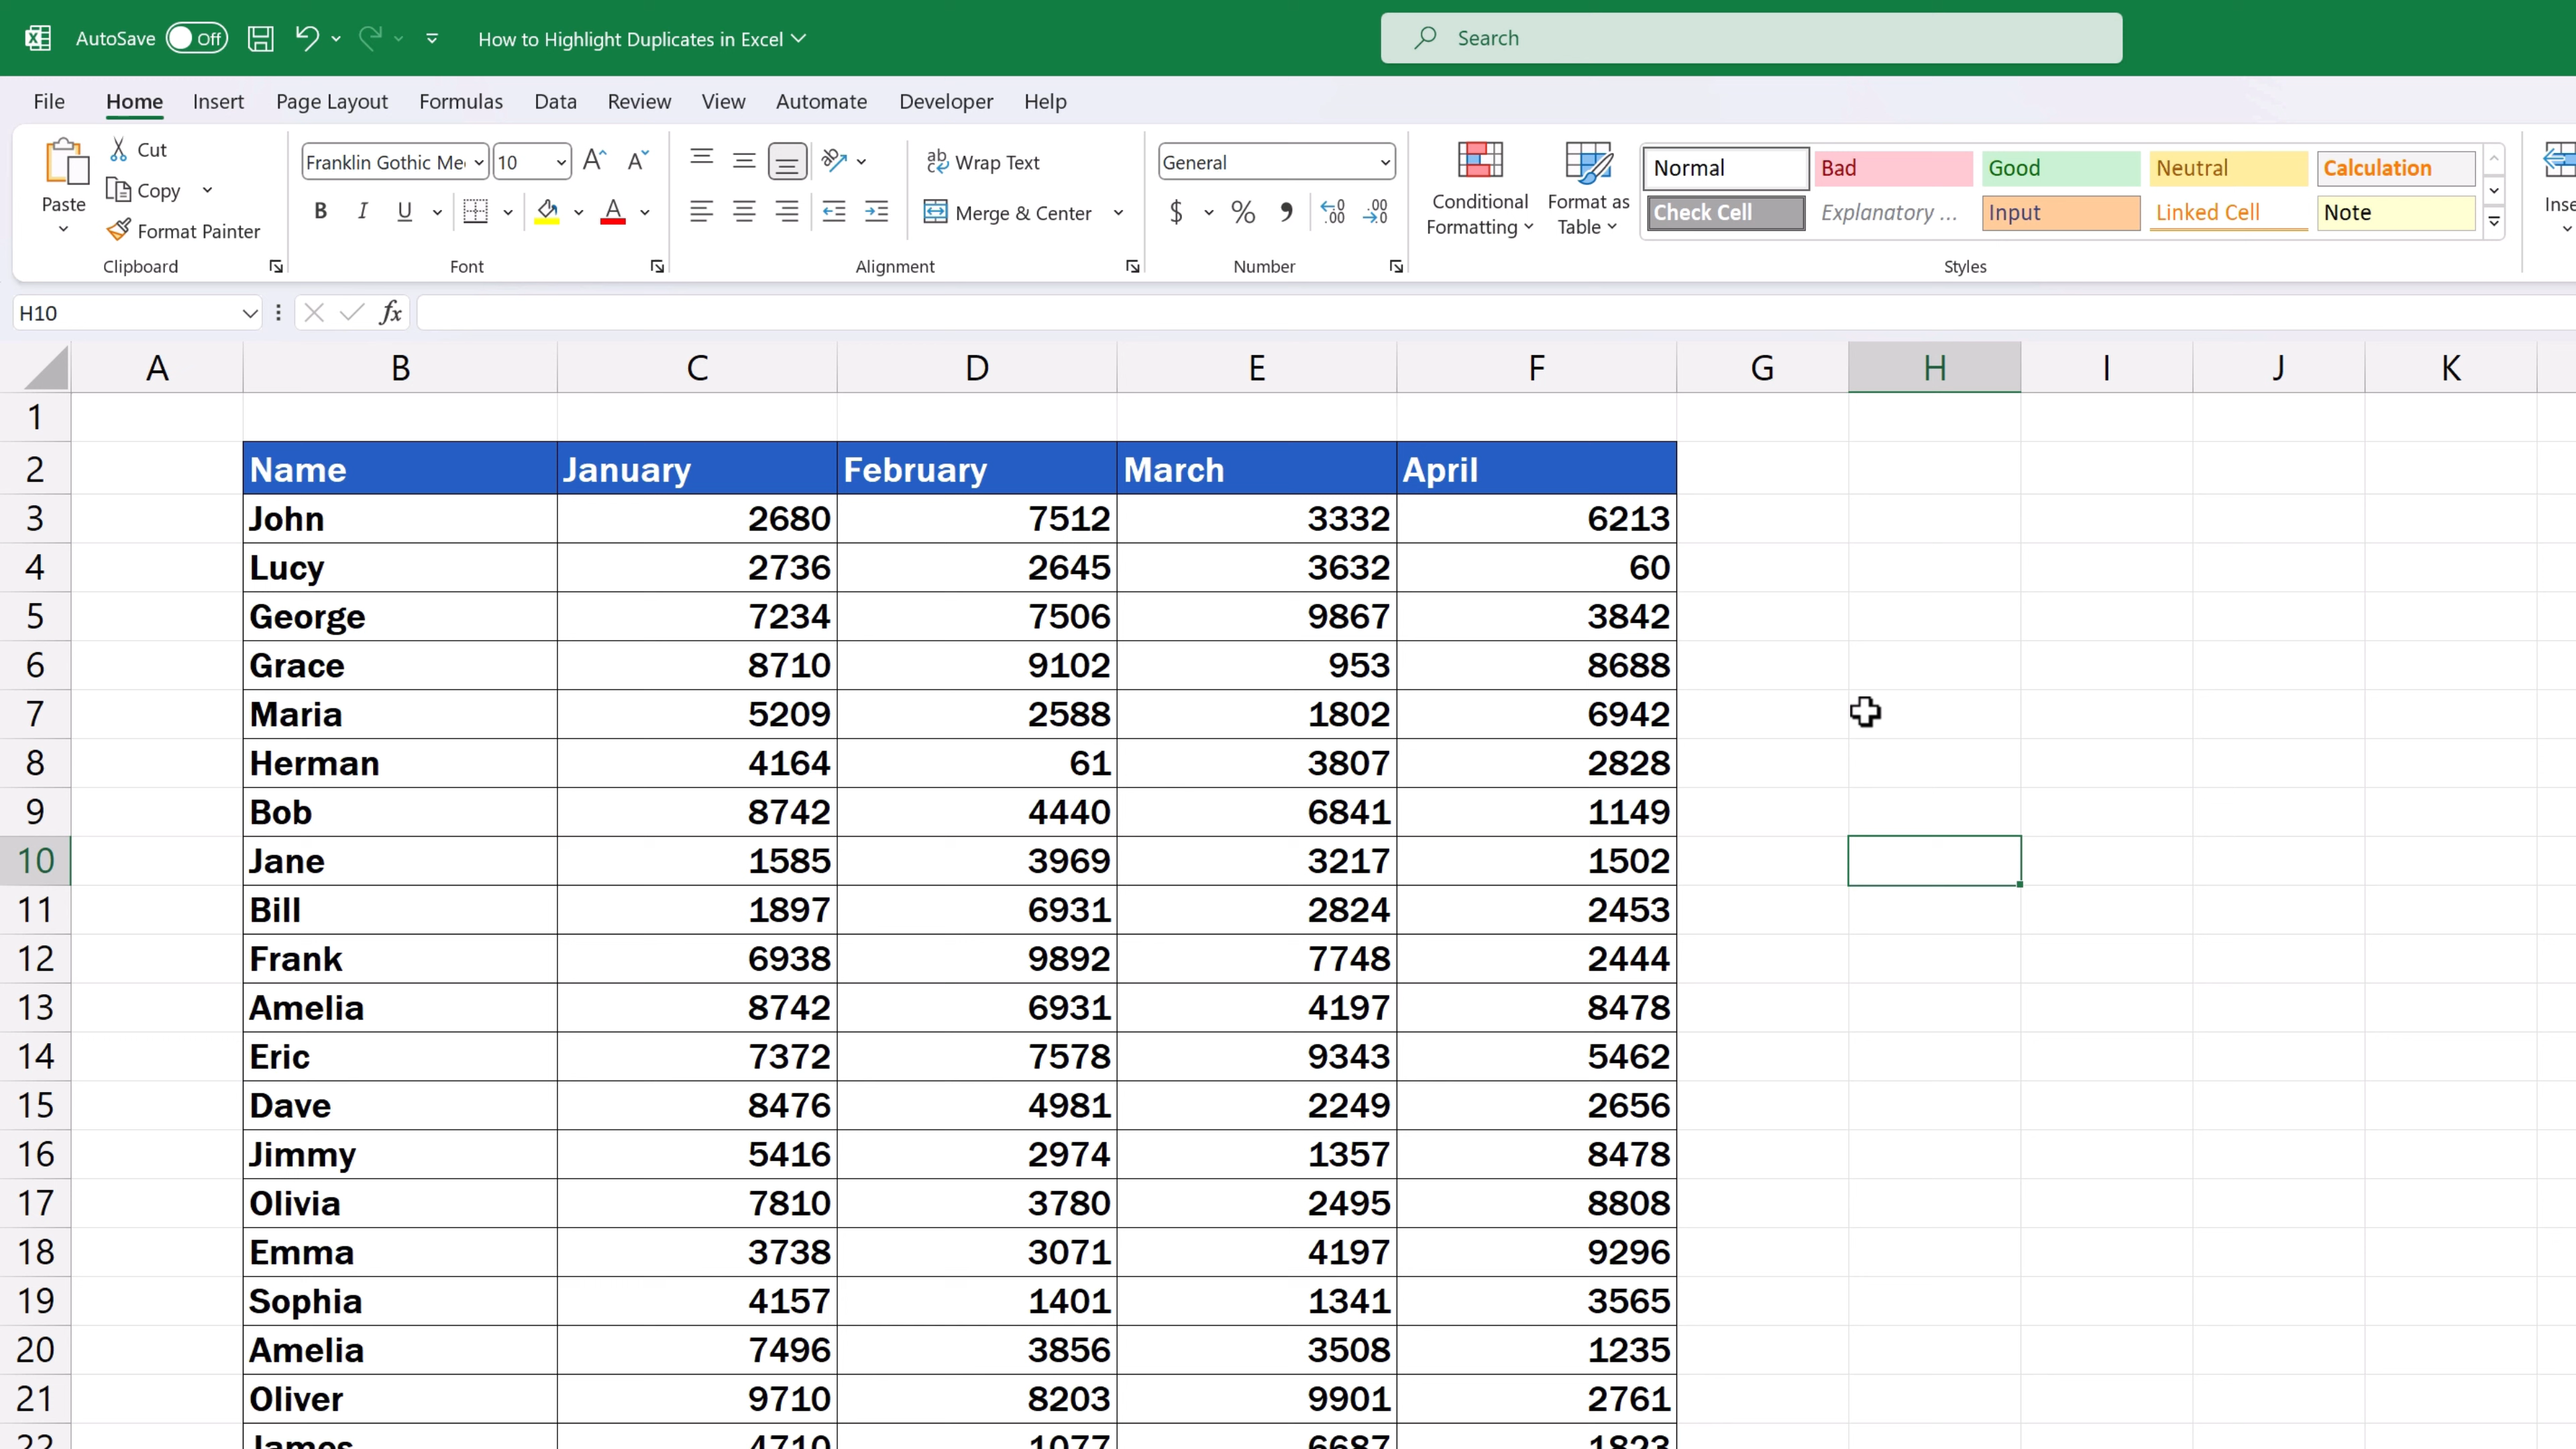 AutoSave Off How to Highlight Duplicates in Excel Search
File Home Insert Page Layout Formulas Data Review View Automate Developer Help
Paste Cut Copy Format Painter Clipboard
Franklin Gothic Me 10 B I U A A A Font
ab Wrap Text Merge & Center Alignment
General $ % , .00 .00 Number
Conditional Formatting Format as Table
Normal Bad Good Neutral Calculation
Check Cell Explanatory ... Input Linked Cell Note
Styles
Inse
H10 fx
A B C D E F G H I J K
1
2 Name January February March April
3 John 2680 7512 3332 6213
4 Lucy 2736 2645 3632 60
5 George 7234 7506 9867 3842
6 Grace 8710 9102 953 8688
7 Maria 5209 2588 1802 6942
8 Herman 4164 61 3807 2828
9 Bob 8742 4440 6841 1149
10 Jane 1585 3969 3217 1502
11 Bill 1897 6931 2824 2453
12 Frank 6938 9892 7748 2444
13 Amelia 8742 6931 4197 8478
14 Eric 7372 7578 9343 5462
15 Dave 8476 4981 2249 2656
16 Jimmy 5416 2974 1357 8478
17 Olivia 7810 3780 2495 8808
18 Emma 3738 3071 4197 9296
19 Sophia 4157 1401 1341 3565
20 Amelia 7496 3856 3508 1235
21 Oliver 9710 8203 9901 2761
22 James 4710 1077 6687 1823